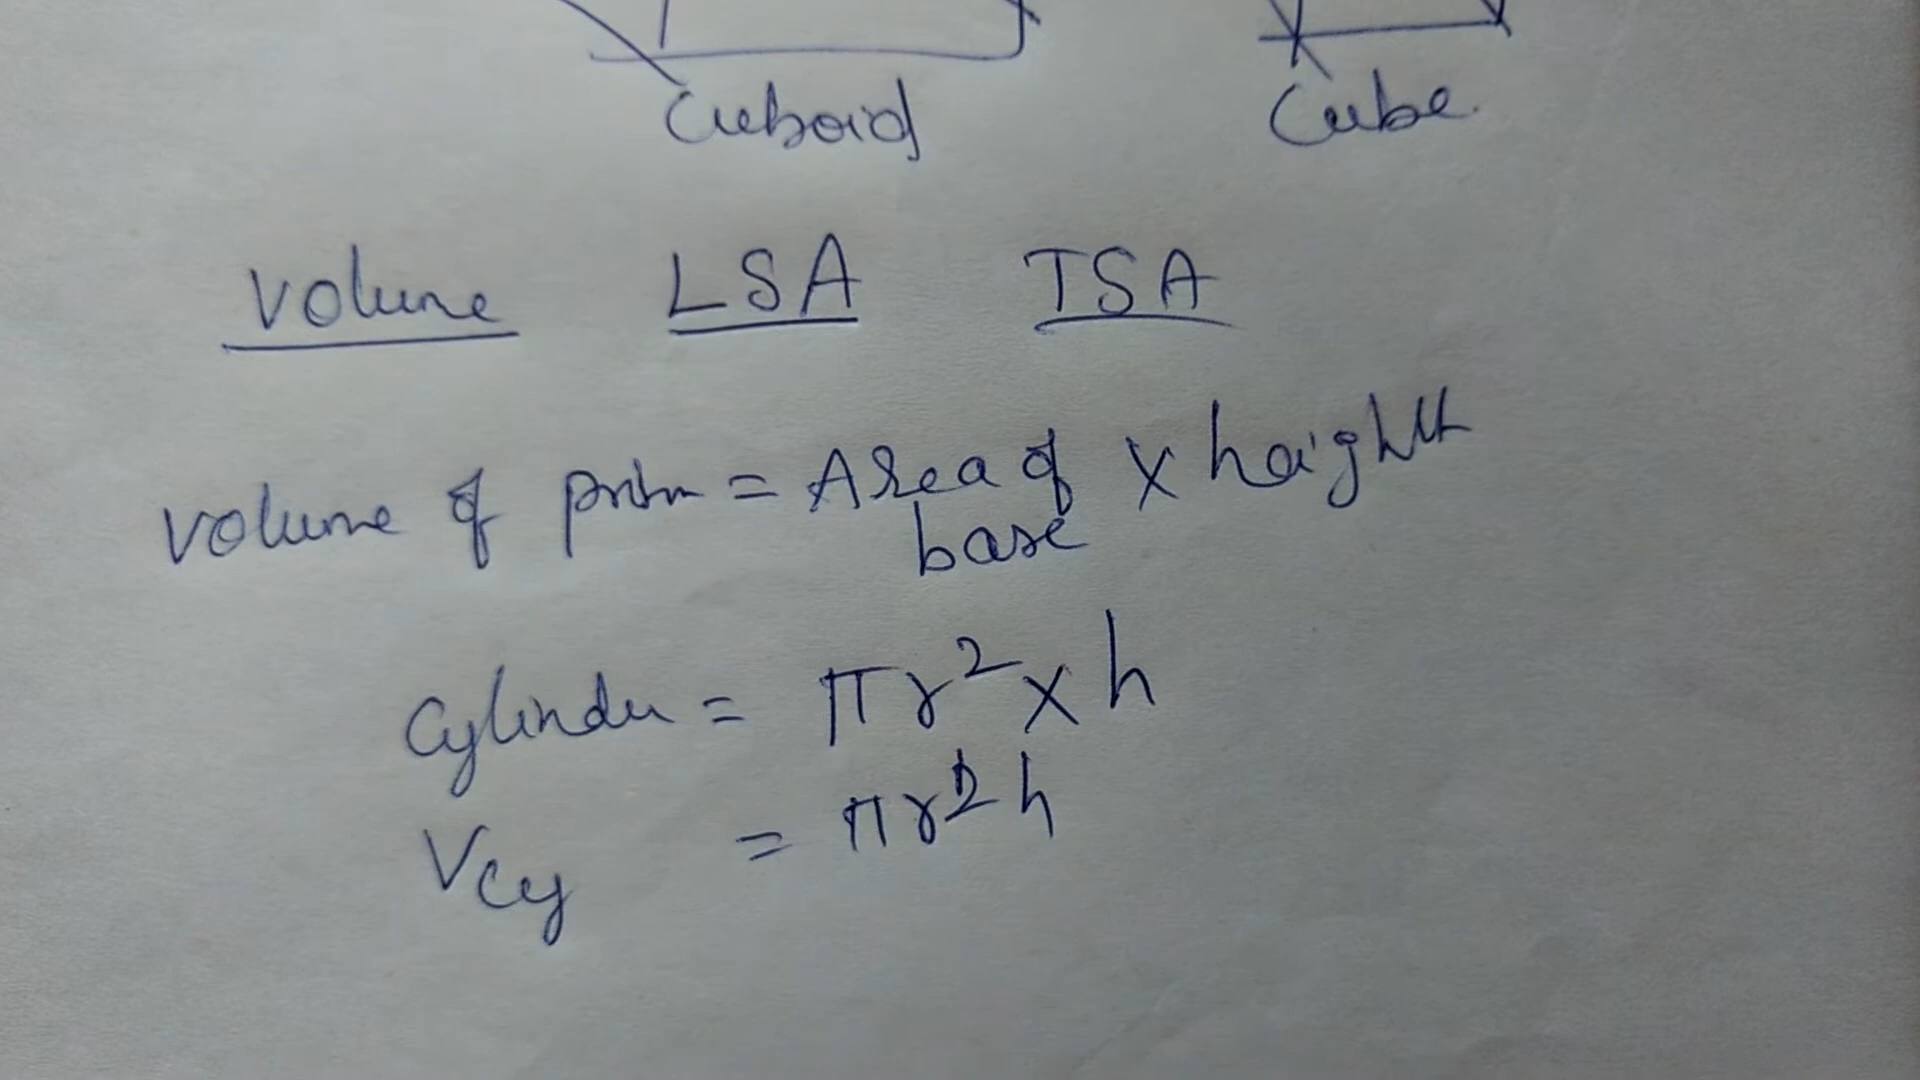 Cuboid Cube
Volume LSA TSA
Volume of prism = Area of base x height
Cylinder = πr² x h
Vcy = πr²h